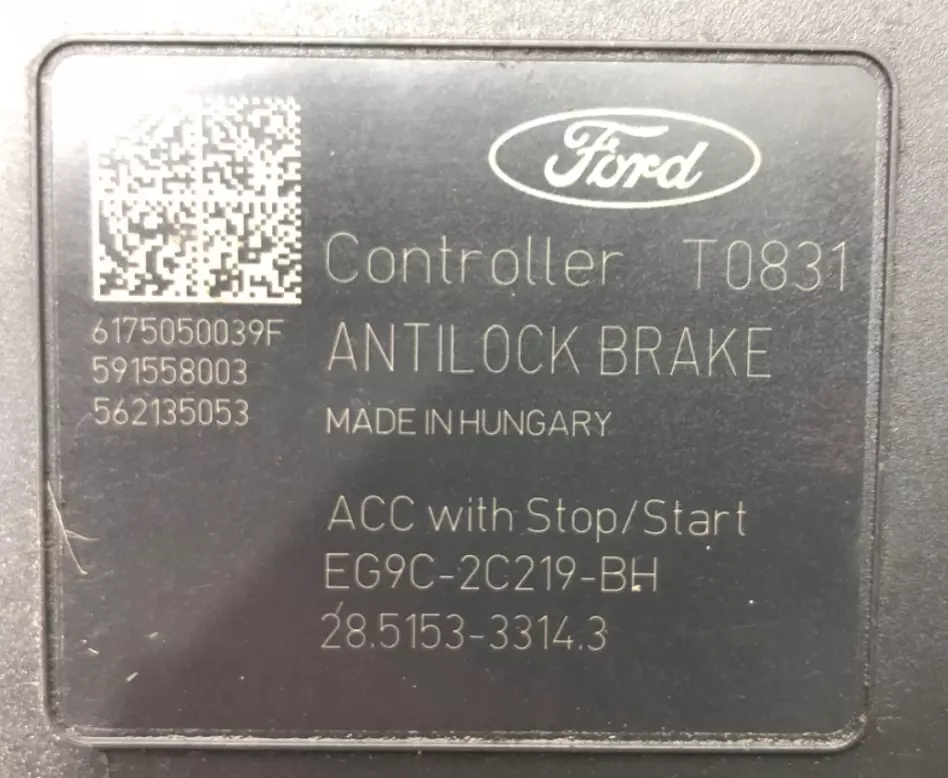 Ford
Controller T0831
ANTILOCK BRAKE
MADE IN HUNGARY
6175050039F
591558003
562135053
ACC with Stop/Start
EG9C-2C219-BH
28.5153-3314.3